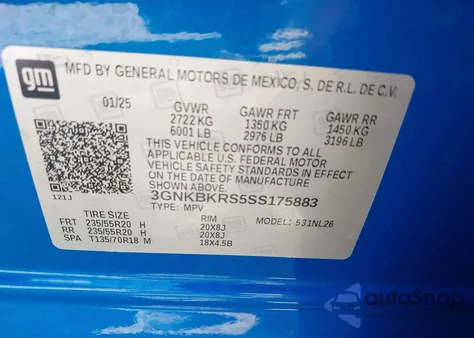 gm
MFD BY GENERAL MOTORS DE MEXICO, S. DE R.L. DE C.V.
01/25 GVWR GAWR FRT GAWR RR
2722 KG 1350 KG 1450 KG
6001 LB 2976 LB 3196 LB
THIS VEHICLE CONFORMS TO ALL
APPLICABLE U.S. FEDERAL MOTOR
VEHICLE SAFETY STANDARDS IN EFFECT
ON THE DATE OF MANUFACTURE SHOWN
ABOVE.
121J
3GNKBKRS5SS175883
TYPE: MPV MODEL: 531NL26
TIRE SIZE RIM
FRT 235/55R20 H 20X8J
RR 235/55R20 H 20X8J
SPA T135/70R18 M 18X4.5B
autoSnap